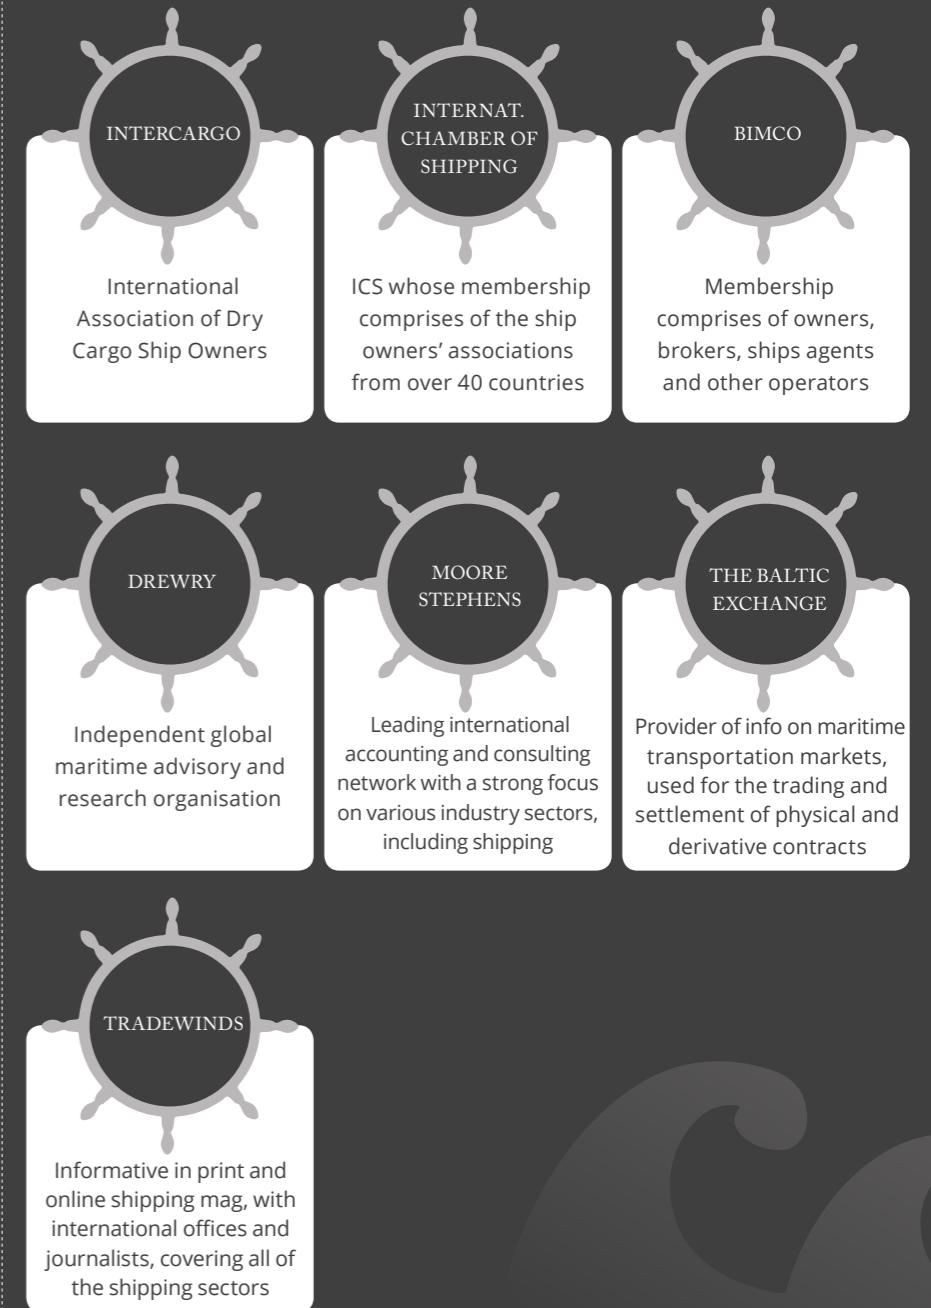 INTERCARGO
International
Association of Dry
Cargo Ship Owners
INTERNAT.
CHAMBER OF
SHIPPING
ICS whose membership
comprises of the ship
owners’ associations
from over 40 countries
BIMCO
Membership
comprises of owners,
brokers, ships agents
and other operators
DREWRY
Independent global
maritime advisory and
research organisation
MOORE
STEPHENS
Leading international
accounting and consulting
network with a strong focus
on various industry sectors,
including shipping
THE BALTIC
EXCHANGE
Provider of info on maritime
transportation markets,
used for the trading and
settlement of physical and
derivative contracts
TRADEWINDS
Informative in print and
online shipping mag, with
international offices and
journalists, covering all of
the shipping sectors